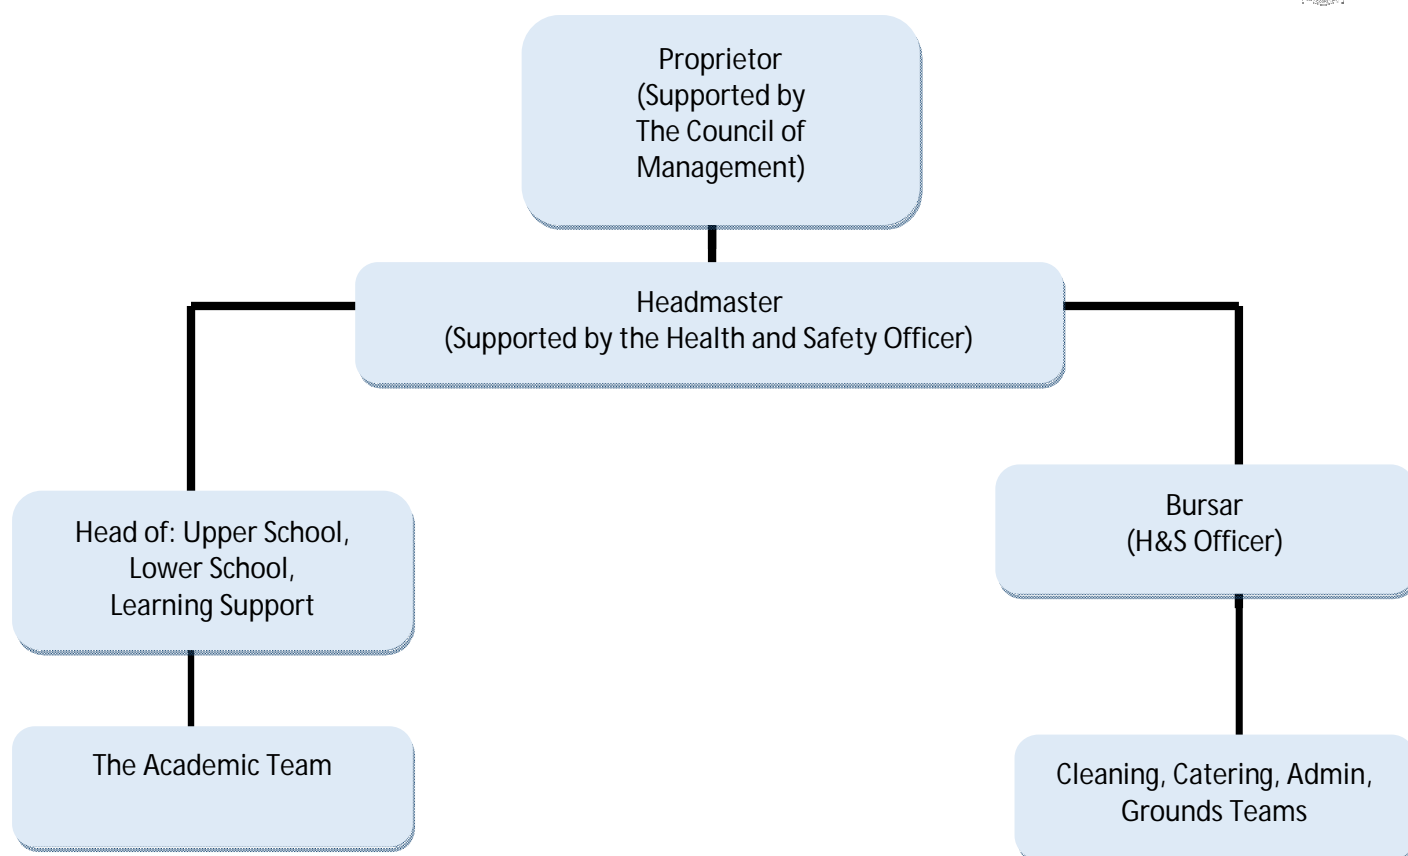 Proprietor
(Supported by
The Council of
Management)
Headmaster
(Supported by the Health and Safety Officer)
Head of: Upper School,
Lower School,
Learning Support
Bursar
(H&S Officer)
The Academic Team
Cleaning, Catering, Admin,
Grounds Teams